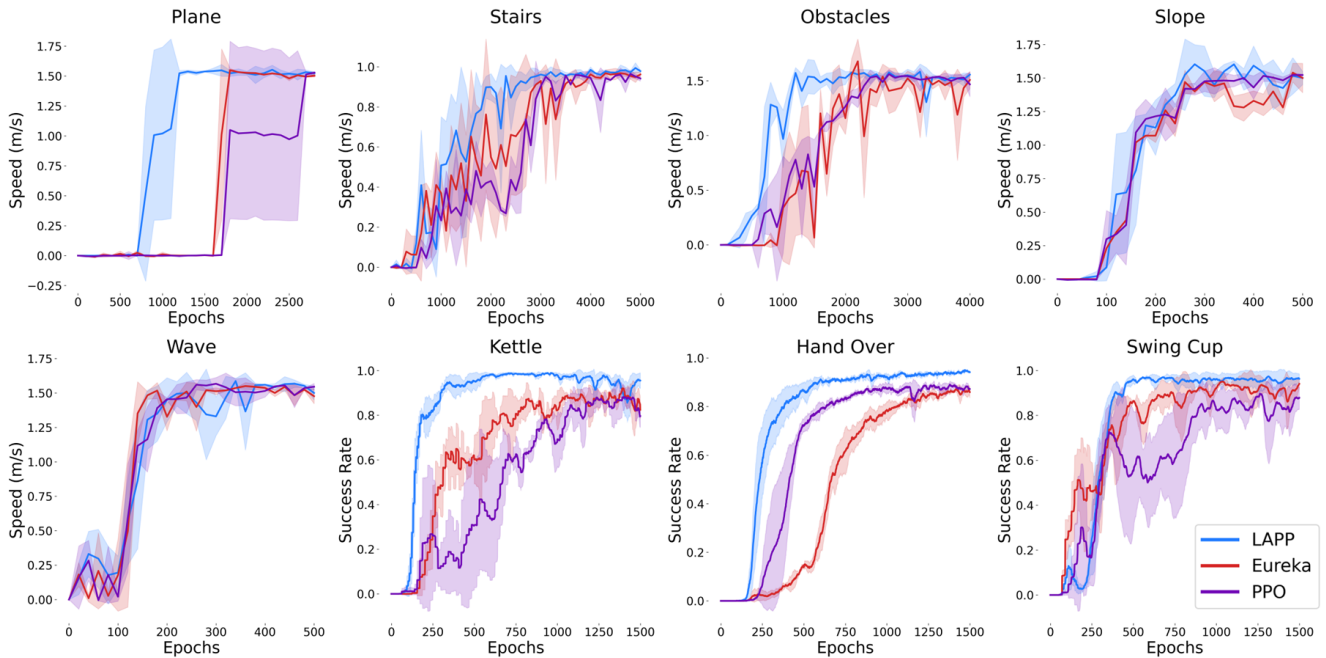 Plane
Speed (m/s)
1.75
1.50
1.25
1.00
0.75
0.50
0.25
0.00
−0.25
0 500 1000 1500 2000 2500
Epochs
Stairs
Speed (m/s)
1.0
0.8
0.6
0.4
0.2
0.0
0 1000 2000 3000 4000 5000
Epochs
Obstacles
Speed (m/s)
1.5
1.0
0.5
0.0
0 1000 2000 3000 4000
Epochs
Slope
Speed (m/s)
1.75
1.50
1.25
1.00
0.75
0.50
1.25
0.00
0 100 200 300 400 500
Epochs
Wave
Speed (m/s)
1.75
1.50
1.25
1.00
0.75
0.50
0.25
0.00
0 100 200 300 400 500
Epochs
Kettle
Success Rate
1.0
0.8
0.6
0.4
0.2
0.0
0 250 500 750 1000 1250 1500
Epochs
Hand Over
Success Rate
1.0
0.8
0.6
0.4
0.2
0.0
0 250 500 750 1000 1250 1500
Epochs
Swing Cup
Success Rate
1.0
0.8
0.6
0.4
0.2
0.0
0 250 500 750 1000 1250 1500
Epochs
LAPP
Eureka
PPO